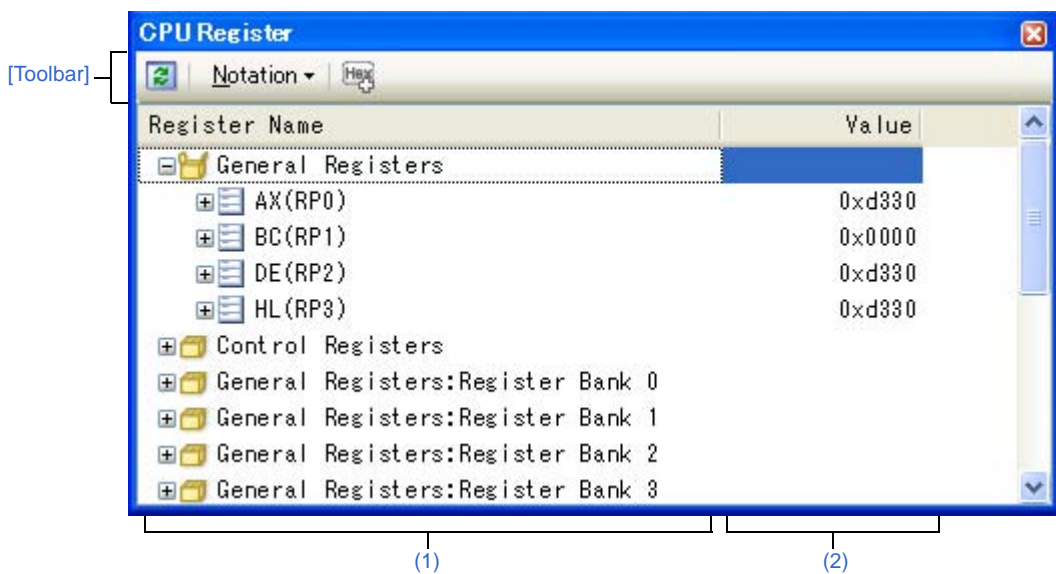 CPU Register
[Toolbar]
Notation
Hex
Register Name Value
General Registers
AX(RP0) 0xd330
BC(RP1) 0x0000
DE(RP2) 0xd330
HL(RP3) 0xd330
Control Registers
General Registers:Register Bank 0
General Registers:Register Bank 1
General Registers:Register Bank 2
General Registers:Register Bank 3
(1) (2)